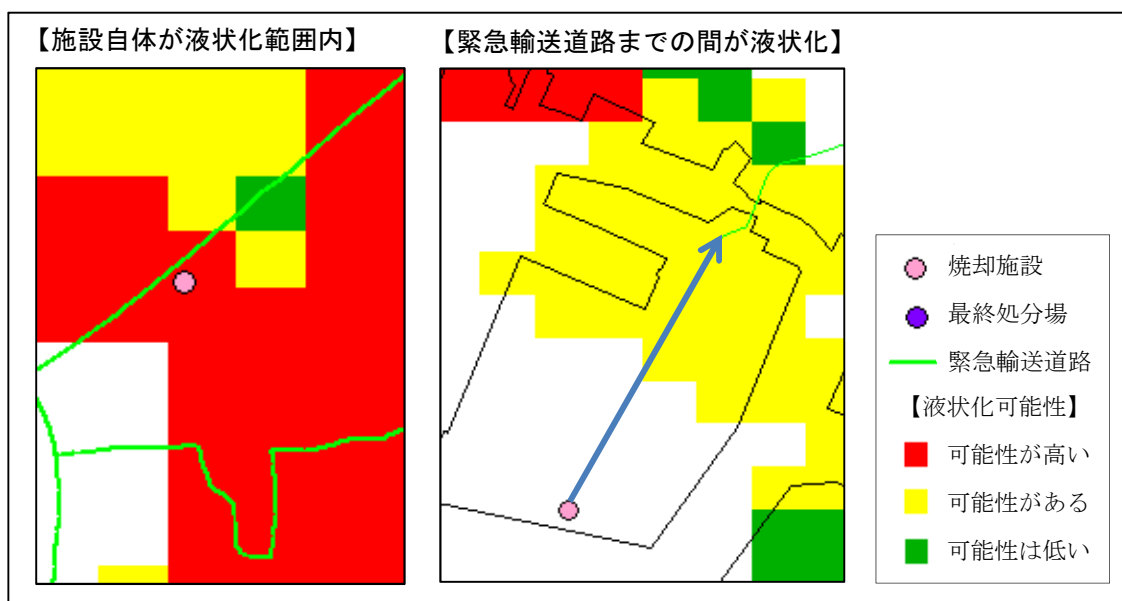 【施設自体が液状化範囲内】
【緊急輸送道路までの間が液状化】
焼却施設
最終処分場
緊急輸送道路
【液状化可能性】
可能性が高い
可能性がある
可能性は低い